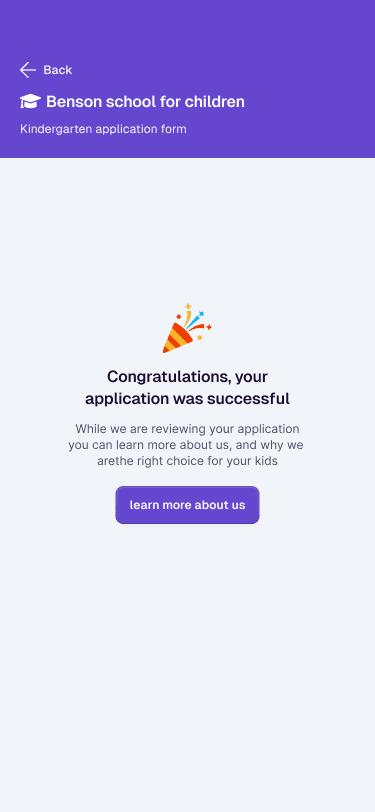 Back
Benson school for children
Kindergarten application form
Congratulations, your
application was successful
While we are reviewing your application
you can learn more about us, and why we
arethe right choice for your kids
learn more about us